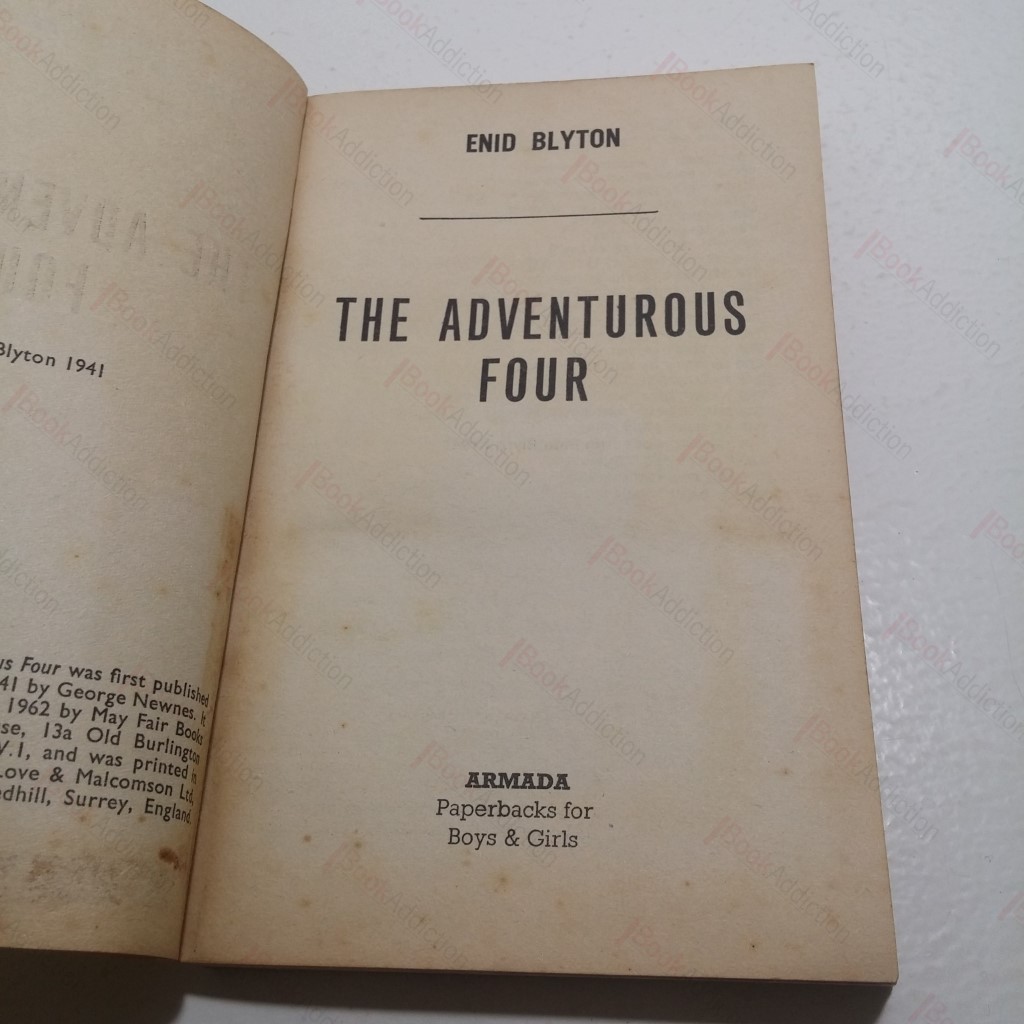 Blyton 1941
us Four was first published
41 by George Newnes. It
1962 by May Fair Books
se, 13a Old Burlington
.1, and was printed in
Love & Malcomson Ltd,
dhill, Surrey, England.
ENID BLYTON
THE ADVENTUROUS
FOUR
ARMADA
Paperbacks for
Boys & Girls
BookAddiction